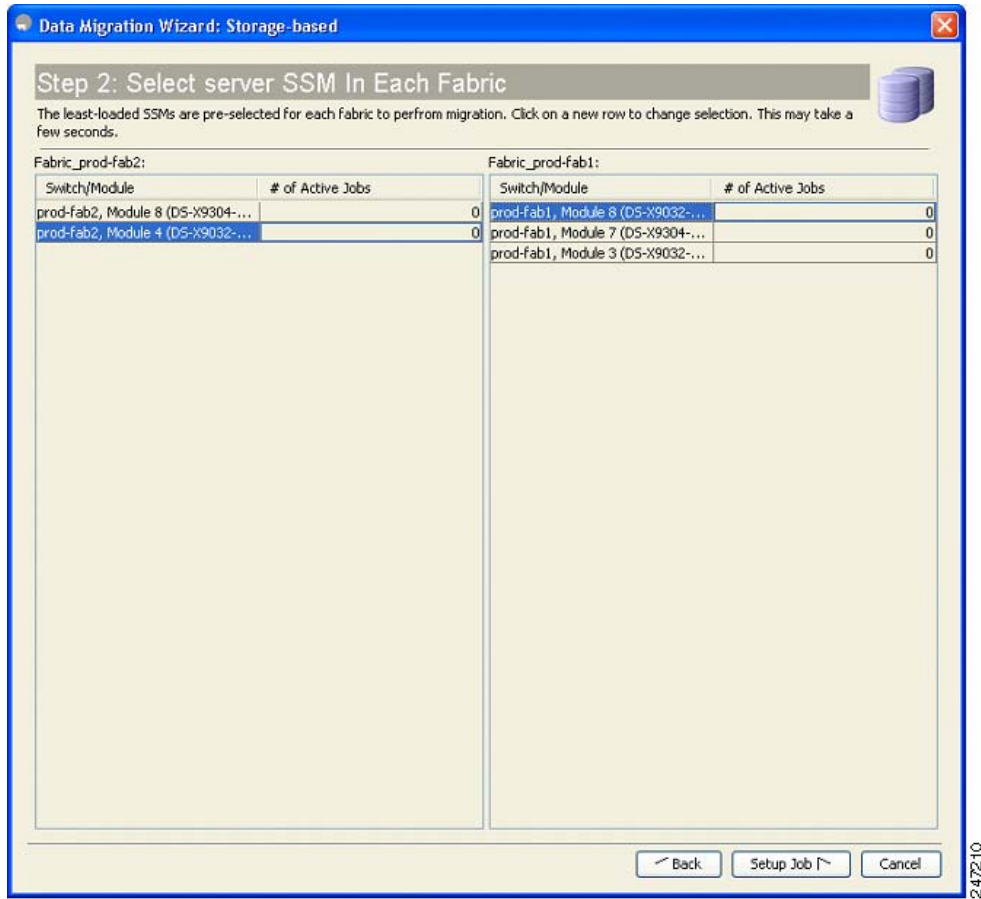 Data Migration Wizard: Storage-based
Step 2: Select server SSM In Each Fabric
The least-loaded SSMs are pre-selected for each fabric to perfrom migration. Click on a new row to change selection. This may take a
few seconds.
Fabric_prod-fab2:
Switch/Module # of Active Jobs
prod-fab2, Module 8 (DS-X9304-... 0
prod-fab2, Module 4 (DS-X9032-... 0
Fabric_prod-fab1:
Switch/Module # of Active Jobs
prod-fab1, Module 8 (DS-X9032-... 0
prod-fab1, Module 7 (DS-X9304-... 0
prod-fab1, Module 3 (DS-X9032-... 0
Back Setup Job Cancel
247210